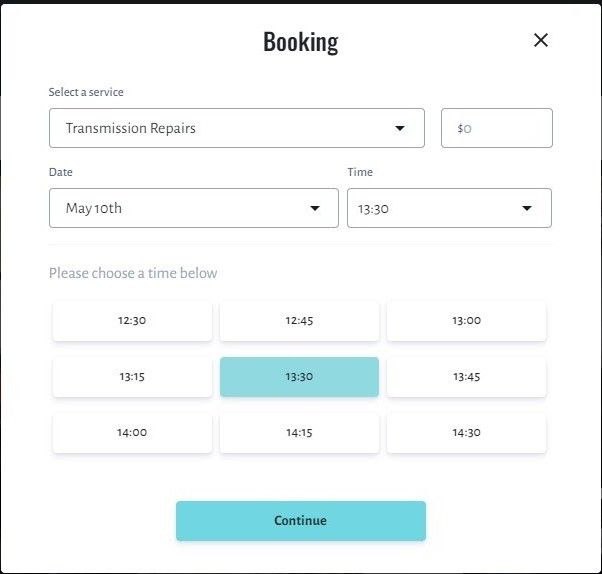 Booking
Select a service
Transmission Repairs
$0
Date
Time
May 10th
13:30
Please choose a time below
12:30
12:45
13:00
13:15
13:30
13:45
14:00
14:15
14:30
Continue